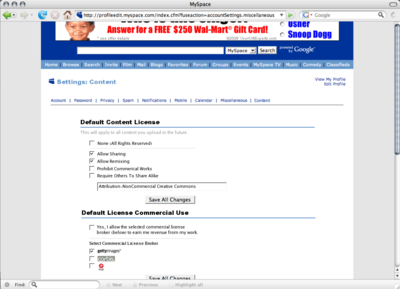 MySpace
http://profileedit.myspace.com/index.cfm?fuseaction=accountSettings.miscellaneous
Google
Answer for a FREE $250 Wal-Mart® Gift Card!
Usher
Snoop Dogg
MySpace
Search
powered by Google
Home Browse Search Invite Film Mail Blog Favorites Forum Groups Events MySpace TV Music Comedy Classifieds
Settings: Content
View My Profile
Edit Profile
Account | Password | Privacy | Spam | Notifications | Mobile | Calendar | Miscellaneous | Content
Default Content License
This will apply to all content you upload in the future
None (All Rights Reserved)
Allow Sharing
Allow Remixing
Prohibit Commercial Works
Require Others To Share Alike
Attribution-NonCommercial Creative Commons
Save All Changes
Default License Commercial Use
Yes, I allow the selected commercial license
broker (below) to earn me revenue from my work.
Select Commercial License Broker
gettyimages
corbis
Save All Changes
Find:
Next
Previous
Highlight all